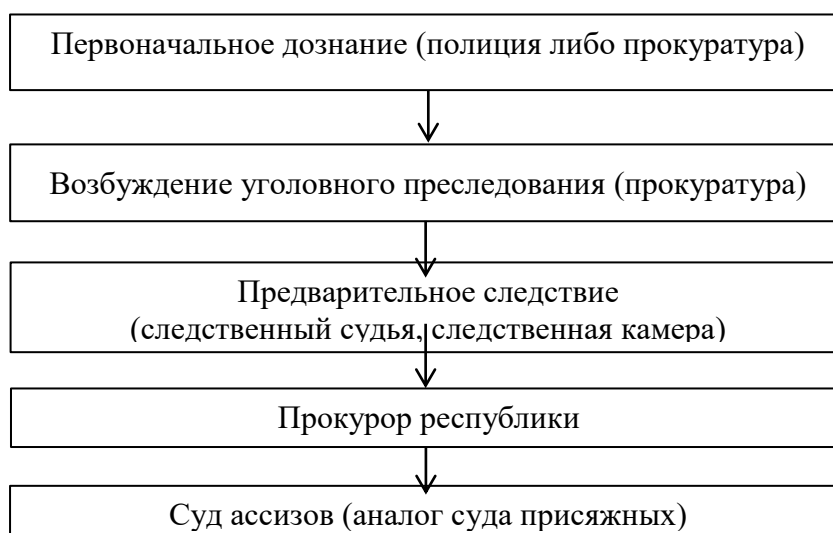 Первоначальное дознание (полиция либо прокуратура)
Возбуждение уголовного преследования (прокуратура)
Предварительное следствие
(следственный судья, следственная камера)
Прокурор республики
Суд ассизов (аналог суда присяжных)